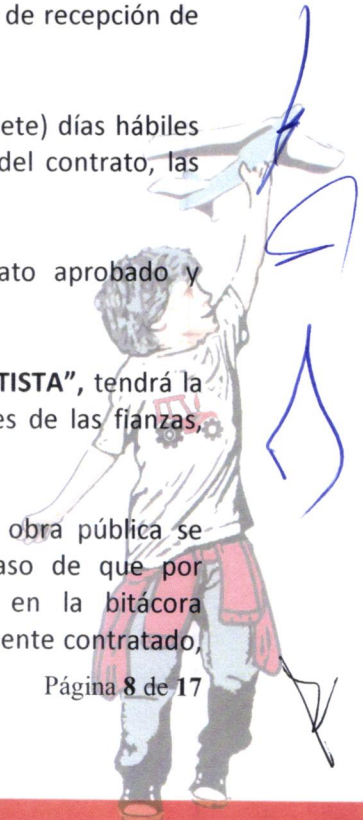 de recepción de
ete) días hábiles
del contrato, las
ato aprobado y
TISTA”, tendrá la
es de las fianzas,
obra pública se
aso de que por
en la bitácora
ente contratado,
Página 8 de 17